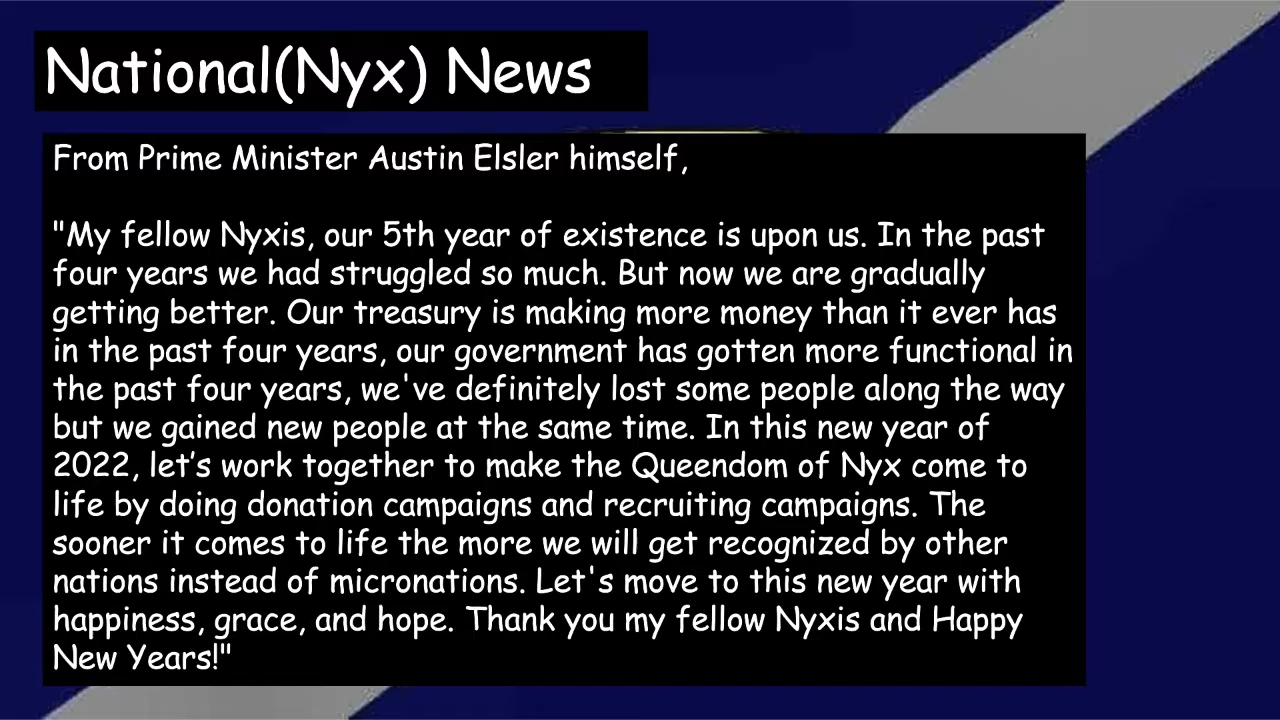 National(Nyx) News
From Prime Minister Austin Elsler himself,
"My fellow Nyxis, our 5th year of existence is upon us. In the past
four years we had struggled so much. But now we are gradually
getting better. Our treasury is making more money than it ever has
in the past four years, our government has gotten more functional in
the past four years, we've definitely lost some people along the way
but we gained new people at the same time. In this new year of
2022, let’s work together to make the Queendom of Nyx come to
life by doing donation campaigns and recruiting campaigns. The
sooner it comes to life the more we will get recognized by other
nations instead of micronations. Let's move to this new year with
happiness, grace, and hope. Thank you my fellow Nyxis and Happy
New Years!"